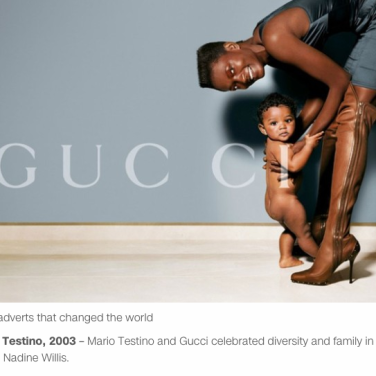 GUCCI
adverts that changed the world
Testino, 2003 – Mario Testino and Gucci celebrated diversity and family in
Nadine Willis.